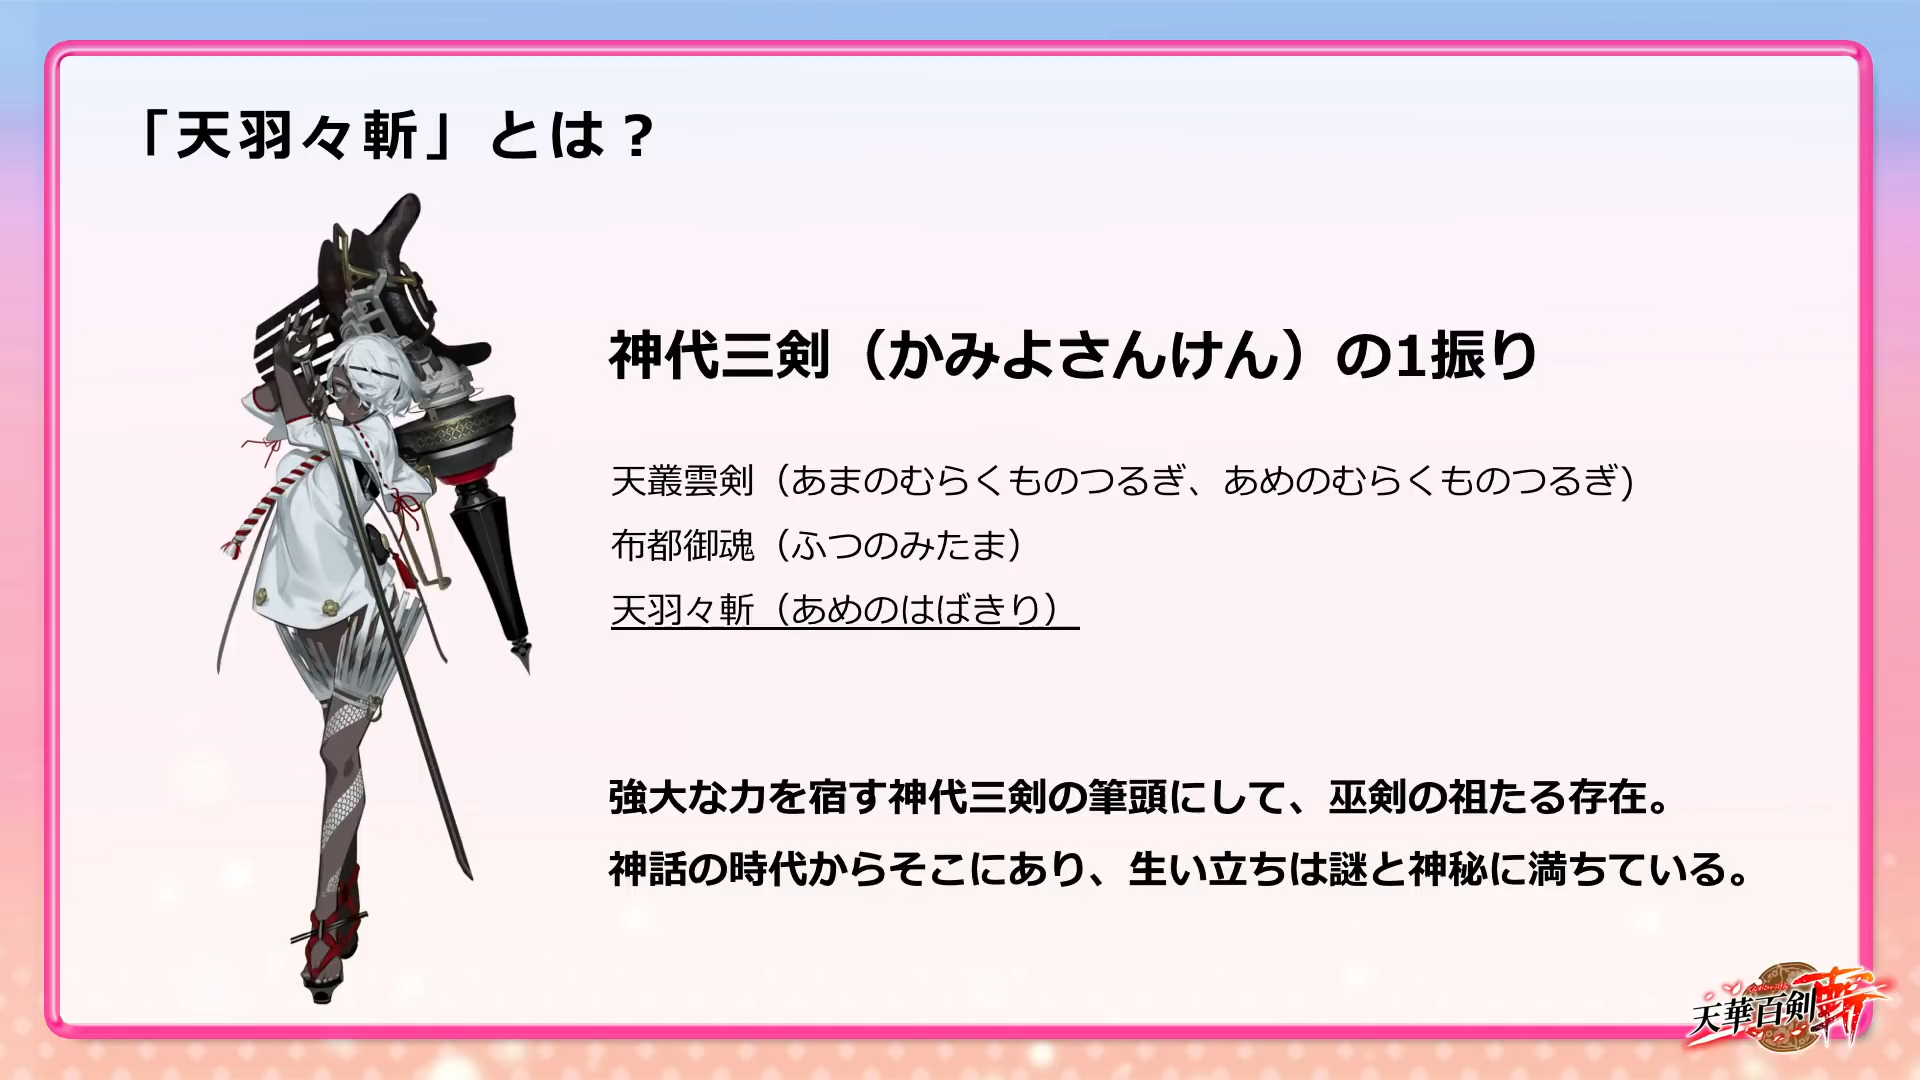 「天羽々斬」とは？
神代三剣（かみよさんけん）の1振り
天叢雲剣（あまのむらくものつるぎ、あめのむらくものつるぎ)
布都御魂（ふつのみたま）
天羽々斬（あめのはばきり）
強大な力を宿す神代三剣の筆頭にして、巫剣の祖たる存在。
神話の時代からそこにあり、生い立ちは謎と神秘に満ちている。
天華百剣 斬